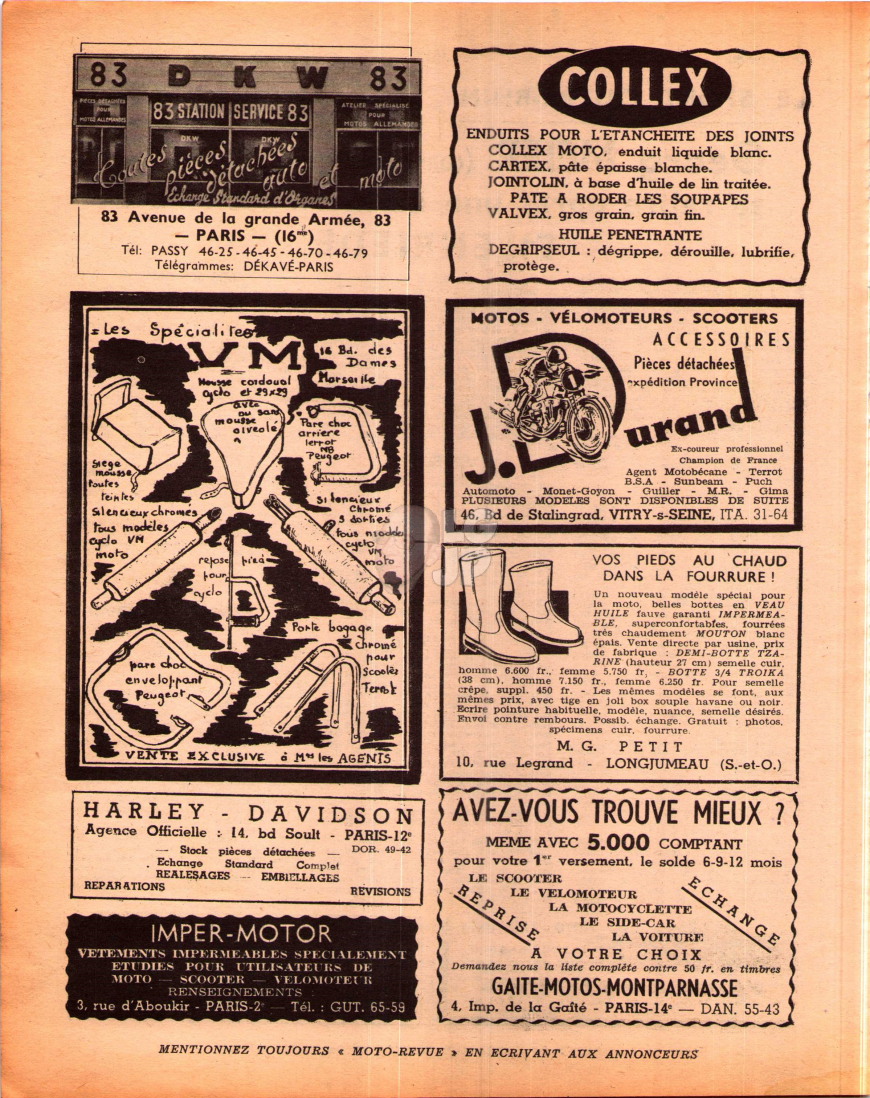 83 DKW 83
PIECES DÉTACHÉES
POUR
MOTOS ALLEMANDES
83 STATION SERVICE 83
ATELIER SPÉCIALISÉ
POUR
MOTOS ALLEMANDES
DKW DKW
Toutes pièces détachées auto et moto
Echange Standard d'Organes
83 Avenue de la grande Armée, 83
— PARIS — (16me)
Tél: PASSY 46-25 - 46-45 - 46-70 - 46-79
Télégrammes: DÉKAVÉ-PARIS
COLLEX
ENDUITS POUR L'ETANCHEITE DES JOINTS
COLLEX MOTO, enduit liquide blanc.
CARTEX, pâte épaisse blanche.
JOINTOLIN, à base d'huile de lin traitée.
PATE A RODER LES SOUPAPES
VALVEX, gros grain, grain fin.
HUILE PENETRANTE
DEGRIPSEUL : dégrippe, dérouille, lubrifie,
protège.
Les Spécialités
VM
16 Bd. des
Dames
Marseille
Mousse cordoual
cyclo et 29x29
avec
ou sans
mousse
alvéolé
Pare choc
arriere
Terrot
MB
Peugeot
Siege
mousse
toutes
teintes
Silencieux chromes
tous modèles
cyclo VM
moto
Silencieux
Chromé
3 sorties
tous modèles
cyclo
VM
moto
repose pied
pour
cyclo
Porte bagage
chromé
pour
Scooter
Terrot
pare choc
enveloppant
Peugeot
VENTE EXCLUSIVE à Mrs les AGENTS
MOTOS - VÉLOMOTEURS - SCOOTERS
ACCESSOIRES
Pièces détachées
expédition Province
J. Durand
Ex-coureur professionnel
Champion de France
Agent Motobécane - Terrot
B.S.A - Sunbeam - Puch
Automoto - Monet-Goyon - Guiller - M.R. - Gima
PLUSIEURS MODELES SONT DISPONIBLES DE SUITE
46, Bd de Stalingrad, VITRY-s-SEINE, ITA. 31-64
VOS PIEDS AU CHAUD
DANS LA FOURRURE !
Un nouveau modèle spécial pour
la moto, belles bottes en VEAU
HUILE fauve garanti IMPERMEA-
BLE, superconfortables, fourrées
très chaudement MOUTON blanc
épais. Vente directe par usine, prix
de fabrique : DEMI-BOTTE TZA-
RINE (hauteur 27 cm) semelle cuir,
homme 6.600 fr., femme 5.750 fr, - BOTTE 3/4 TROIKA
(38 cm), homme 7.150 fr., femme 6.250 fr. Pour semelle
crêpe, suppl. 450 fr. - Les mêmes modèles se font, aux
mêmes prix, avec tige en joli box souple havane ou noir.
Ecrire pointure habituelle, modèle, nuance, semelle désirés.
Envoi contre rembours. Possib. échange. Gratuit : photos,
spécimens cuir, fourrure.
M. G. PETIT
10, rue Legrand - LONGJUMEAU (S.-et-O.)
HARLEY - DAVIDSON
Agence Officielle : 14, bd Soult - PARIS-12e
— Stock pièces détachées — DOR. 49-42
Echange Standard Complet
REALESAGES — EMBIELLAGES
REPARATIONS REVISIONS
AVEZ-VOUS TROUVE MIEUX ?
MEME AVEC 5.000 COMPTANT
pour votre 1er versement, le solde 6-9-12 mois
LE SCOOTER
LE VELOMOTEUR
LA MOTOCYCLETTE
LE SIDE-CAR
LA VOITURE
REPRISE
ECHANGE
A VOTRE CHOIX
Demandez nous la liste complète contre 50 fr. en timbres
GAITE-MOTOS-MONTPARNASSE
4, Imp. de la Gaîté - PARIS-14e — DAN. 55-43
IMPER-MOTOR
VETEMENTS IMPERMEABLES SPECIALEMENT
ETUDIES POUR UTILISATEURS DE
MOTO — SCOOTER — VELOMOTEUR
RENSEIGNEMENTS :
3, rue d'Aboukir - PARIS-2e — Tél. : GUT. 65-59
MENTIONNEZ TOUJOURS « MOTO-REVUE » EN ECRIVANT AUX ANNONCEURS